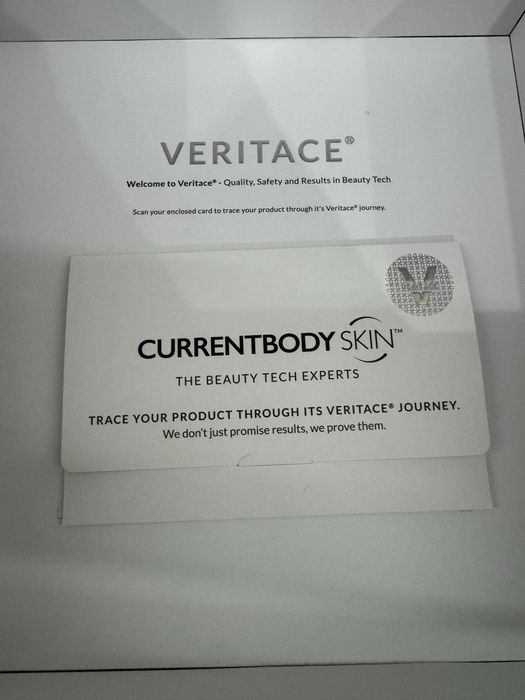 VERITACE®
Welcome to Veritace® - Quality, Safety and Results in Beauty Tech
Scan your enclosed card to trace your product through it's Veritace® journey.
CURRENTBODY SKIN™
THE BEAUTY TECH EXPERTS
TRACE YOUR PRODUCT THROUGH ITS VERITACE® JOURNEY.
We don't just promise results, we prove them.